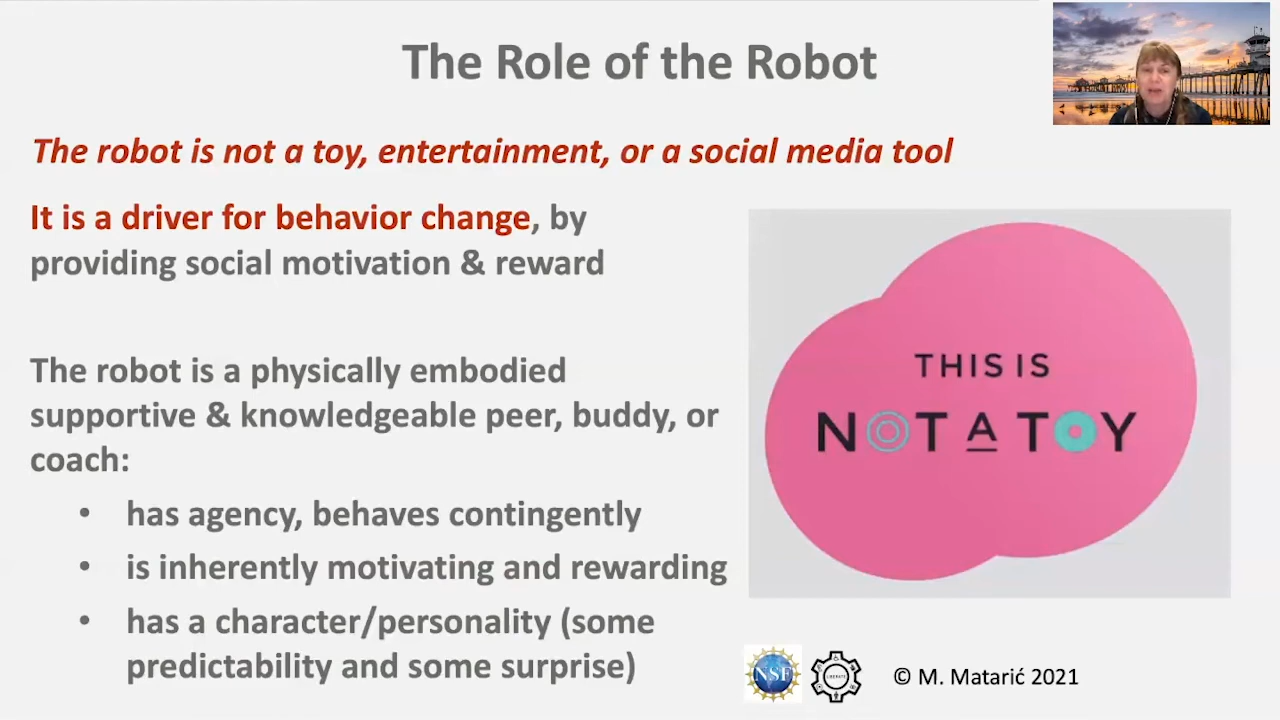 The Role of the Robot
The robot is not a toy, entertainment, or a social media tool
It is a driver for behavior change, by
providing social motivation & reward
The robot is a physically embodied
supportive & knowledgeable peer, buddy, or
coach:
• has agency, behaves contingently
• is inherently motivating and rewarding
• has a character/personality (some
predictability and some surprise)
THIS IS
NOT A TOY
NSF
© M. Matarić 2021